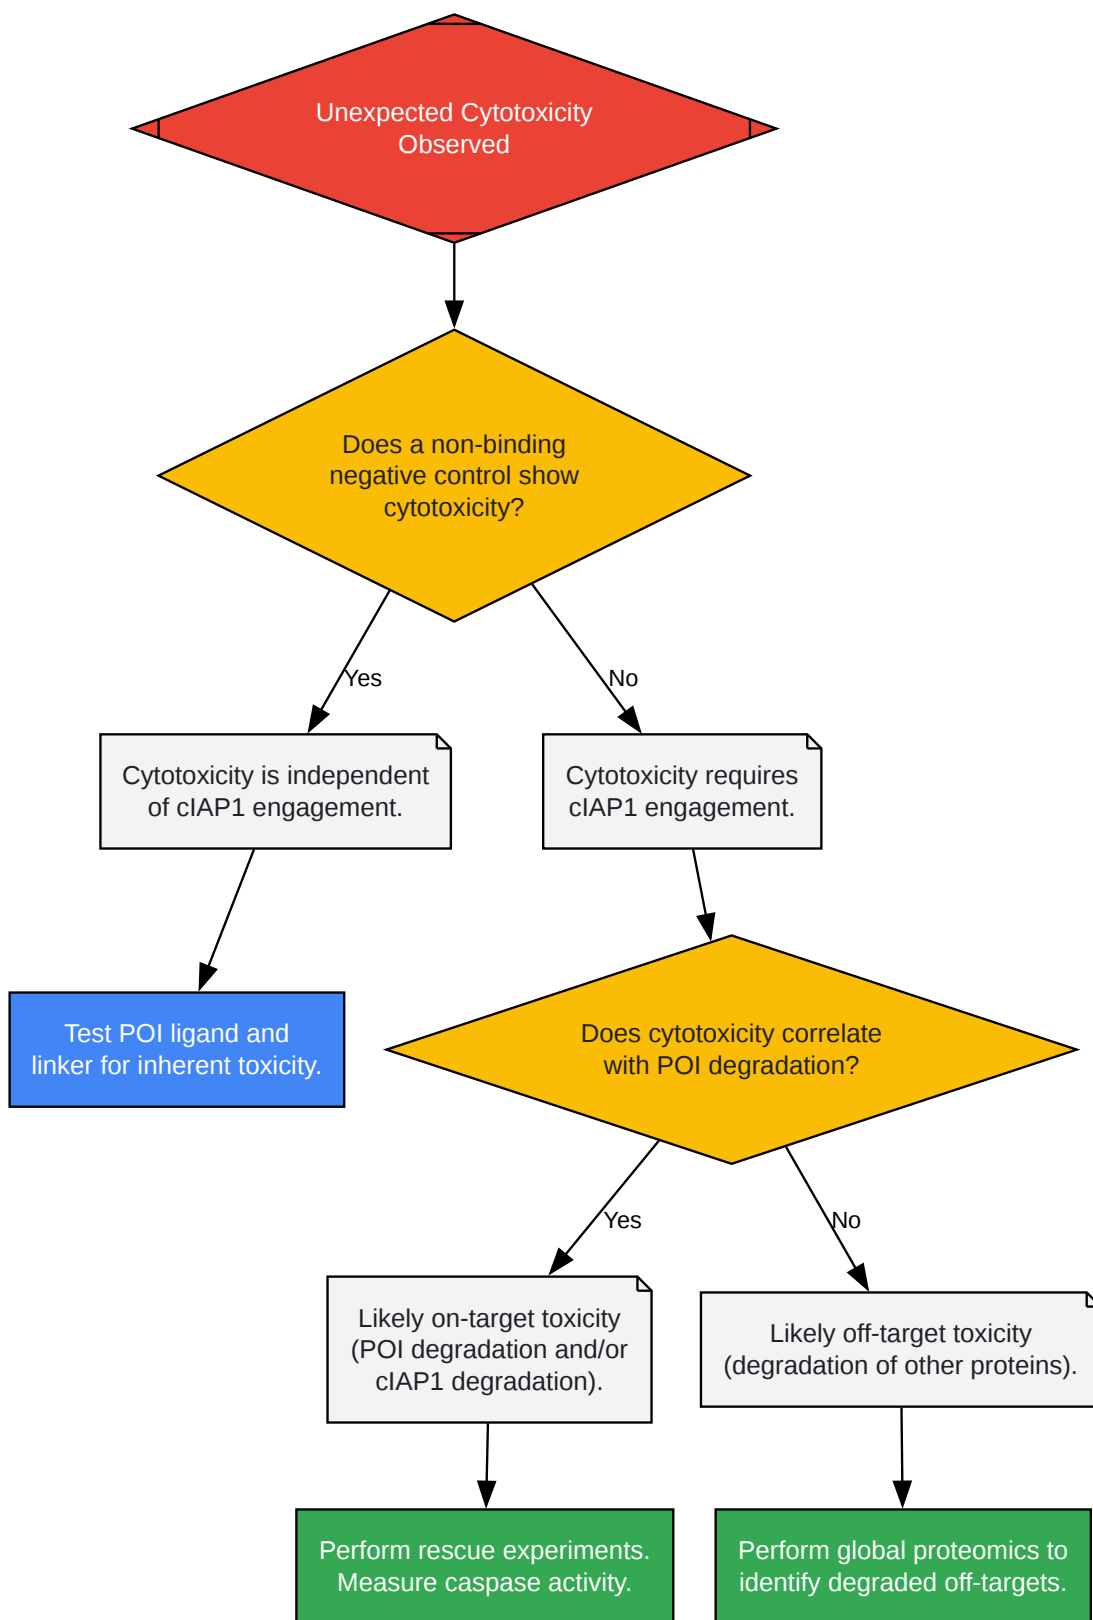 Unexpected Cytotoxicity
Observed
Does a non-binding
negative control show
cytotoxicity?
Yes
No
Cytotoxicity is independent
of cIAP1 engagement.
Cytotoxicity requires
cIAP1 engagement.
Test POI ligand and
linker for inherent toxicity.
Does cytotoxicity correlate
with POI degradation?
Yes
No
Likely on-target toxicity
(POI degradation and/or
cIAP1 degradation).
Likely off-target toxicity
(degradation of other proteins).
Perform rescue experiments.
Measure caspase activity.
Perform global proteomics to
identify degraded off-targets.